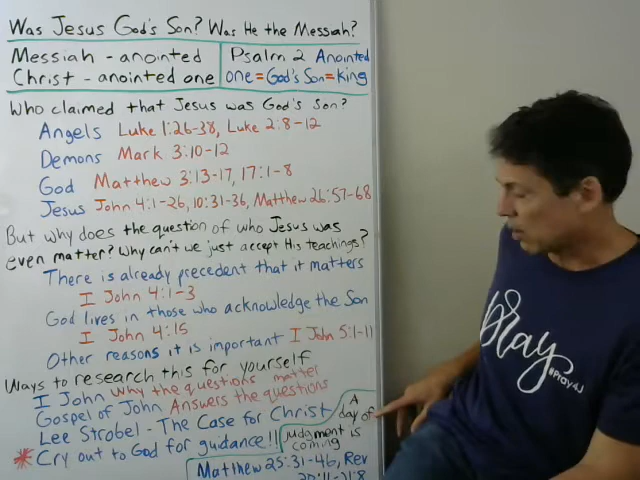 Was Jesus God's Son? Was He the Messiah?
Messiah - anointed
Christ - anointed one
Psalm 2 Anointed
one = God's Son = king
Who claimed that Jesus was God's son?
Angels Luke 1:26-38, Luke 2:8-12
Demons Mark 3:10-12
God Matthew 3:13-17, 17:1-8
Jesus John 4:1-26, 10:31-36, Matthew 26:57-68
But why does the question of who Jesus was
even matter? Why can't we just accept His teachings?
There is already precedent that it matters
I John 4:1-3
God lives in those who acknowledge the Son
I John 4:15
Other reasons it is important I John 5:1-11
Ways to research this for yourself
I John Why the questions matter
Gospel of John Answers the questions
Lee Strobel - The Case for Christ
* Cry out to God for guidance!!
A
day of
judgment is
coming
Matthew 25:31-46, Rev
pray
#Pray4J